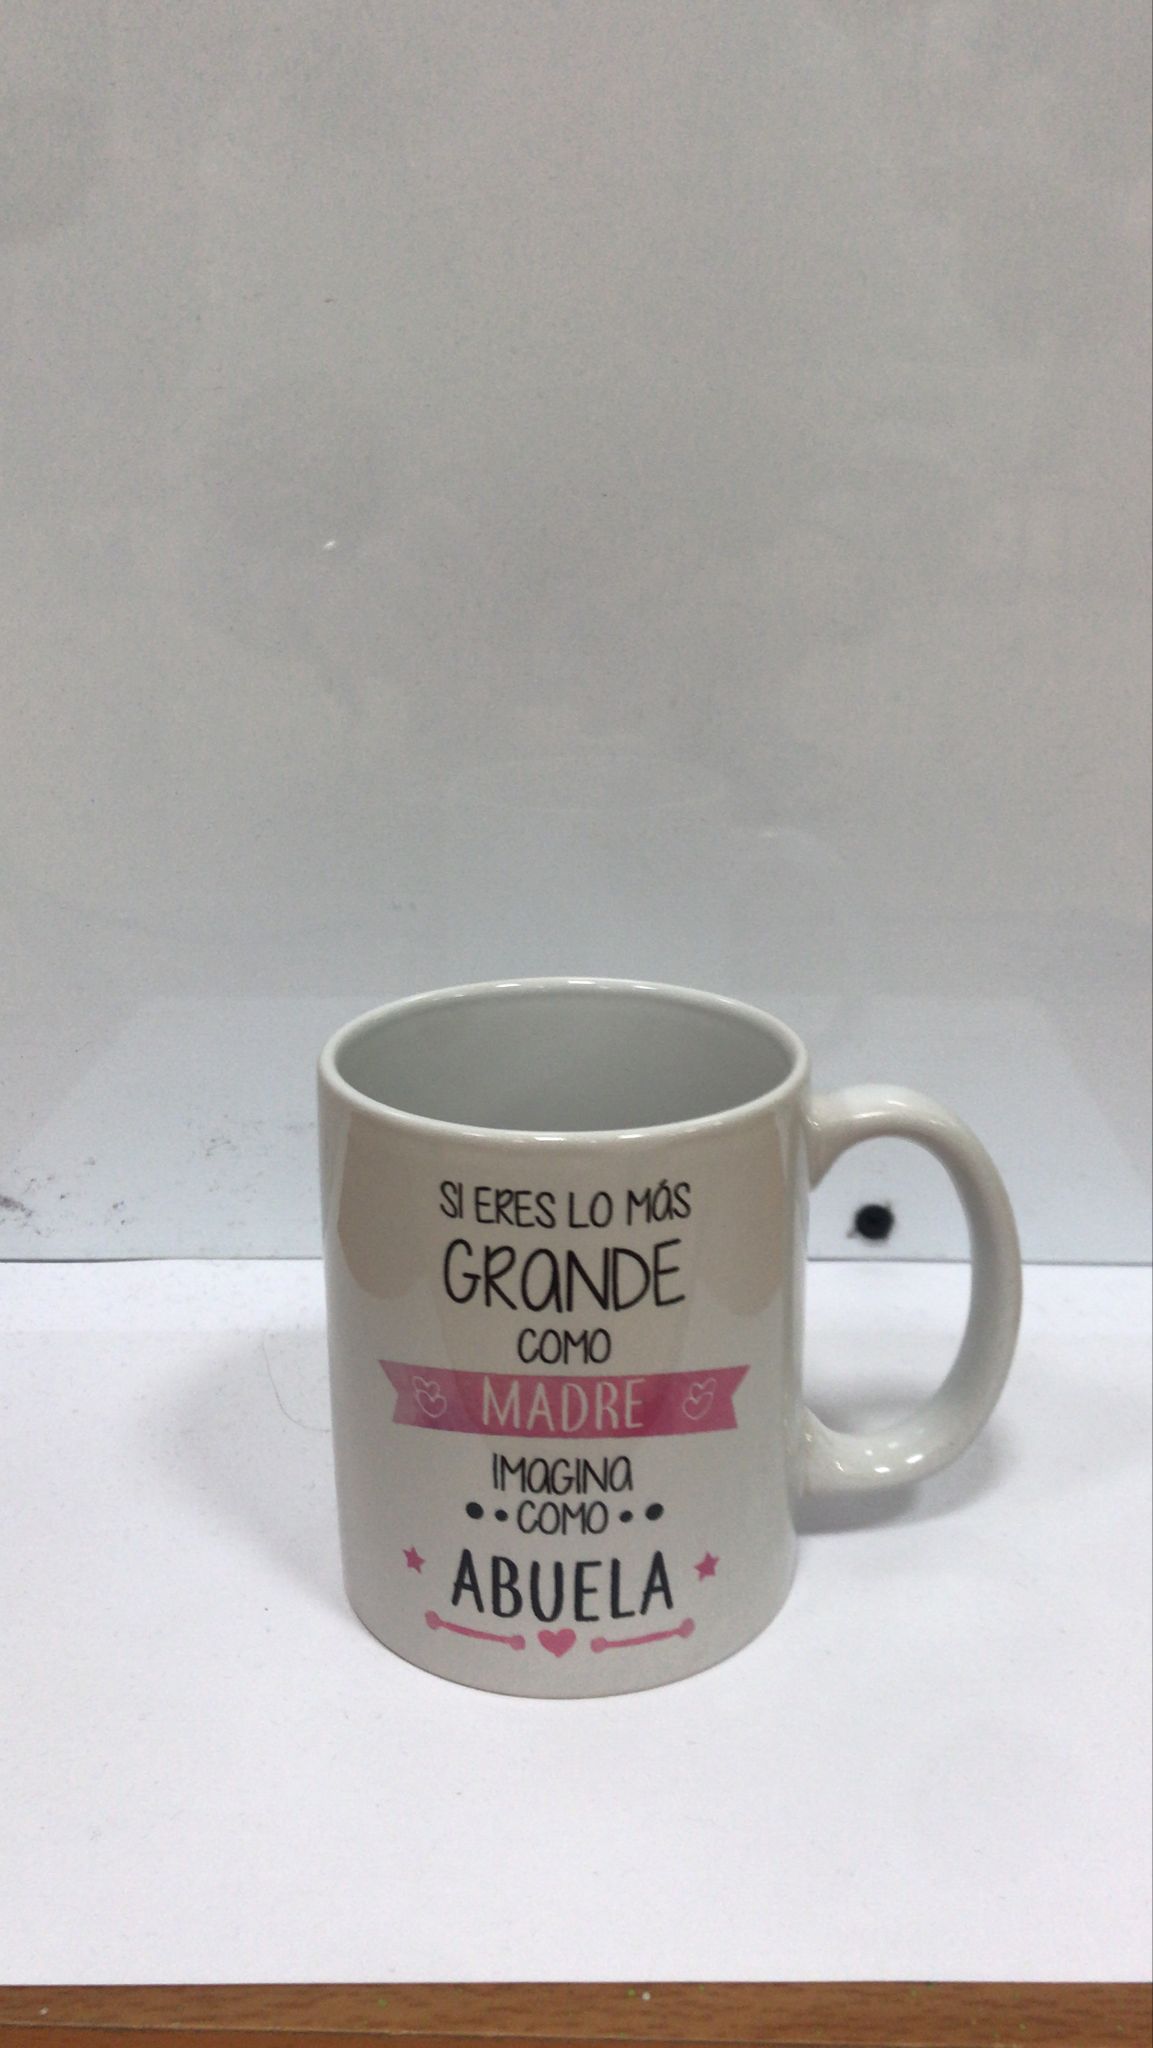 SI ERES LO MÁS
GRANDE
COMO
MADRE
IMAGINA
COMO
ABUELA